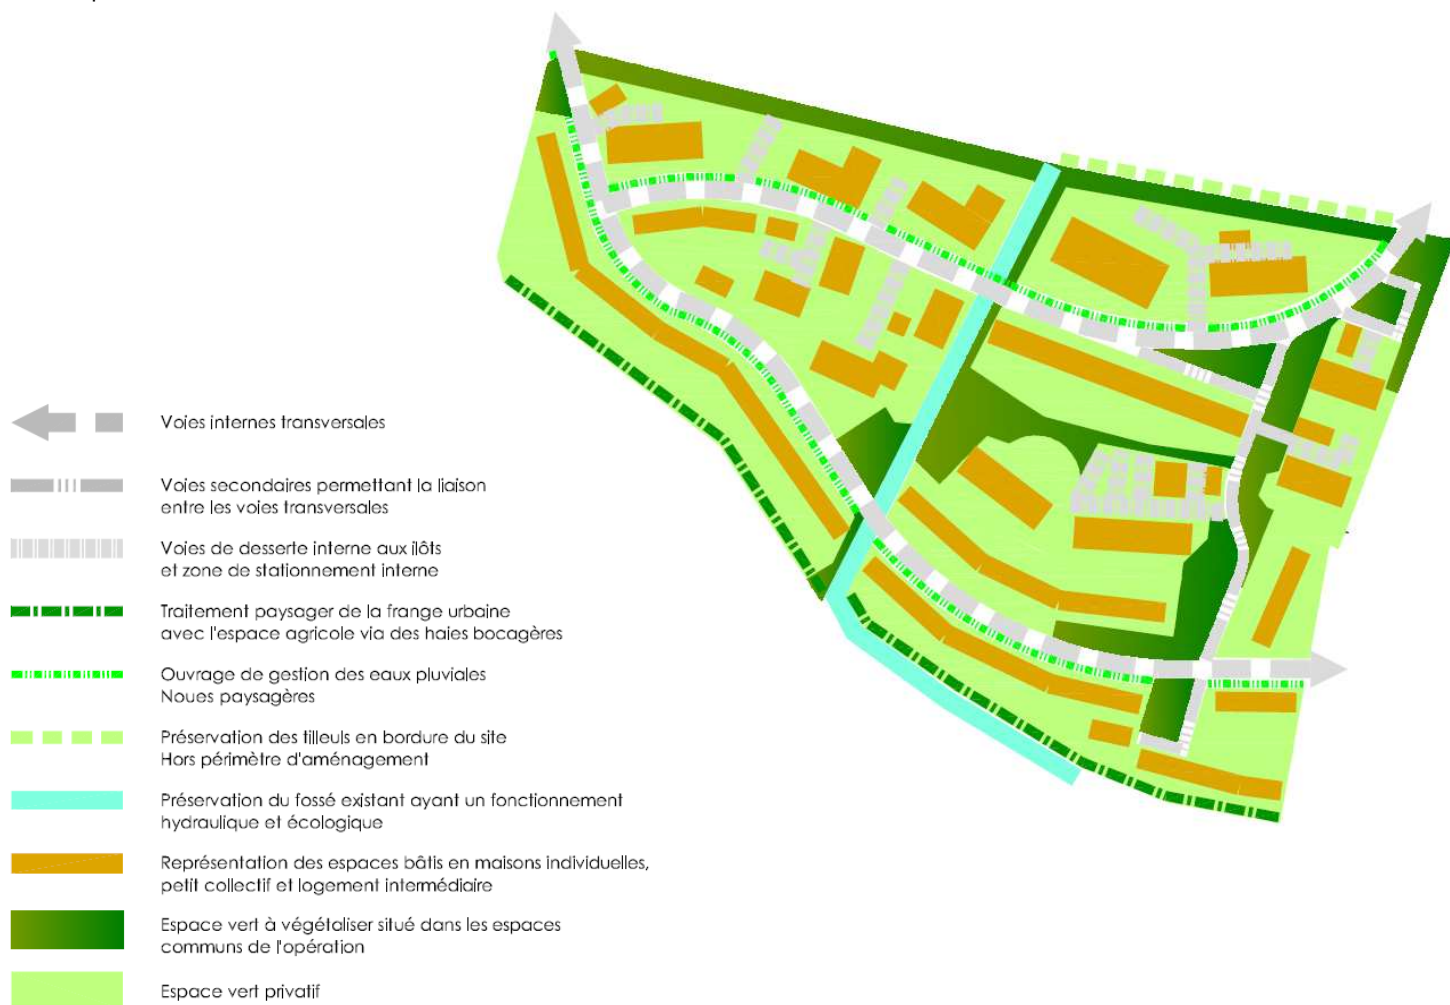 Voies internes transversales
Voies secondaires permettant la liaison
entre les voies transversales
Voies de desserte interne aux ilôts
et zone de stationnement interne
Traitement paysager de la frange urbaine
avec l'espace agricole via des haies bocagères
Ouvrage de gestion des eaux pluviales
Noues paysagères
Préservation des tilleuls en bordure du site
Hors périmètre d'aménagement
Préservation du fossé existant ayant un fonctionnement
hydraulique et écologique
Représentation des espaces bâtis en maisons individuelles,
petit collectif et logement intermédiaire
Espace vert à végétaliser situé dans les espaces
communs de l'opération
Espace vert privatif